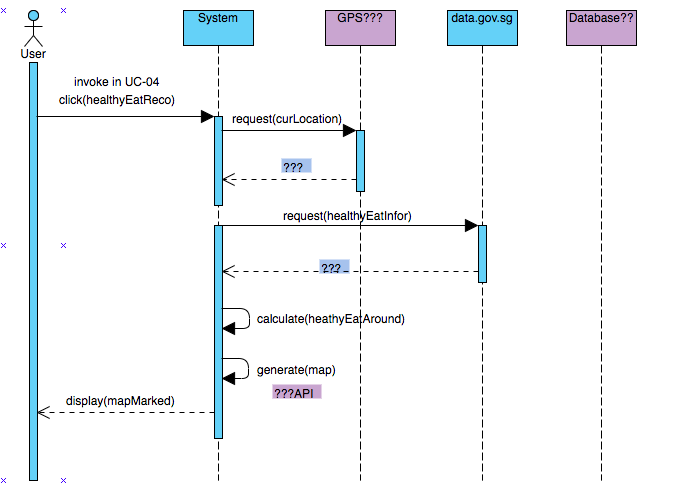 User
System
GPS???
data.gov.sg
Database??
invoke in UC-04
click(healthyEatReco)
request(curLocation)
???
request(healthyEatInfor)
???
calculate(heathyEatAround)
generate(map)
???API
display(mapMarked)